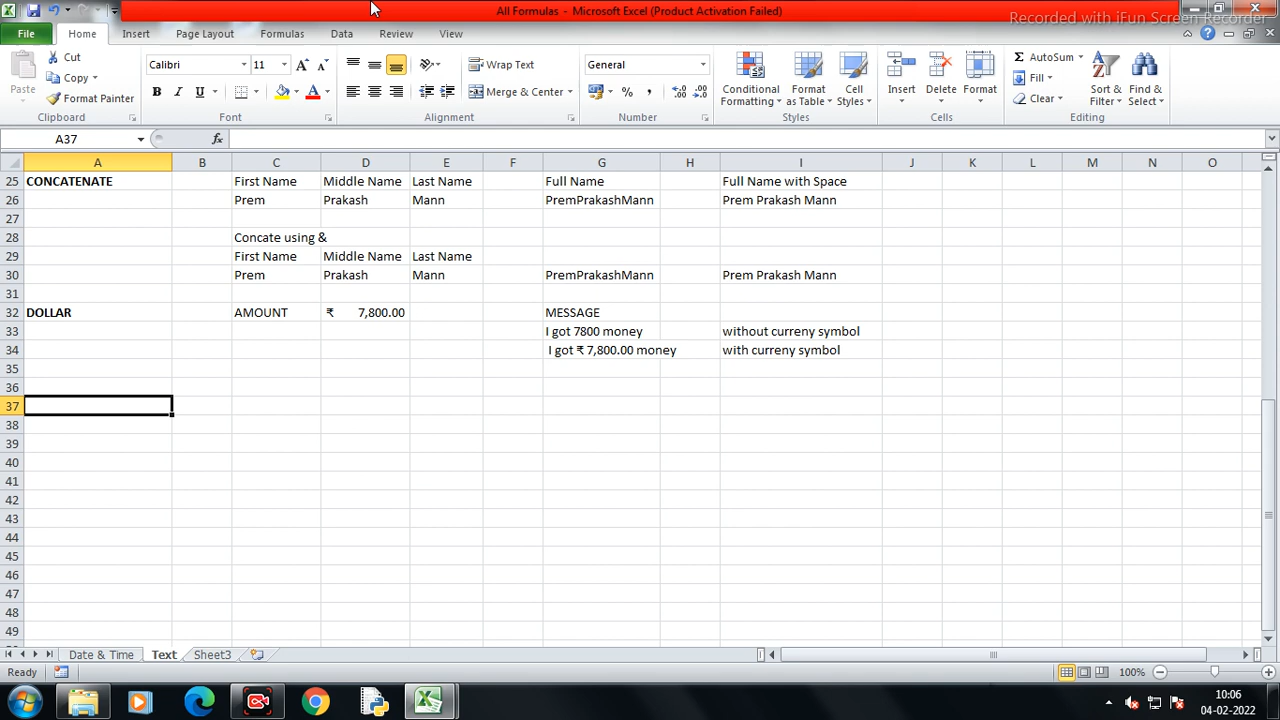 All Formulas - Microsoft Excel (Product Activation Failed)
Recorded with iFun Screen Recorder
File Home Insert Page Layout Formulas Data Review View
Cut
Copy
Format Painter
Paste
Clipboard
Calibri 11
B I U A
Font
Wrap Text
Merge & Center
Alignment
General
%
Number
Conditional Formatting
Format as Table
Cell Styles
Styles
Insert
Delete
Format
Cells
AutoSum
Fill
Clear
Sort & Filter
Find & Select
Editing
A37 fx
A B C D E F G H I J K L M N O
25 CONCATENATE First Name Middle Name Last Name Full Name Full Name with Space
26 Prem Prakash Mann PremPrakashMann Prem Prakash Mann
27
28 Concate using &
29 First Name Middle Name Last Name
30 Prem Prakash Mann PremPrakashMann Prem Prakash Mann
31
32 DOLLAR AMOUNT ₹ 7,800.00 MESSAGE
33 I got 7800 money without curreny symbol
34 I got ₹ 7,800.00 money with curreny symbol
35
36
37
38
39
40
41
42
43
44
45
46
47
48
49
Date & Time Text Sheet3
Ready 100%
10:06
04-02-2022